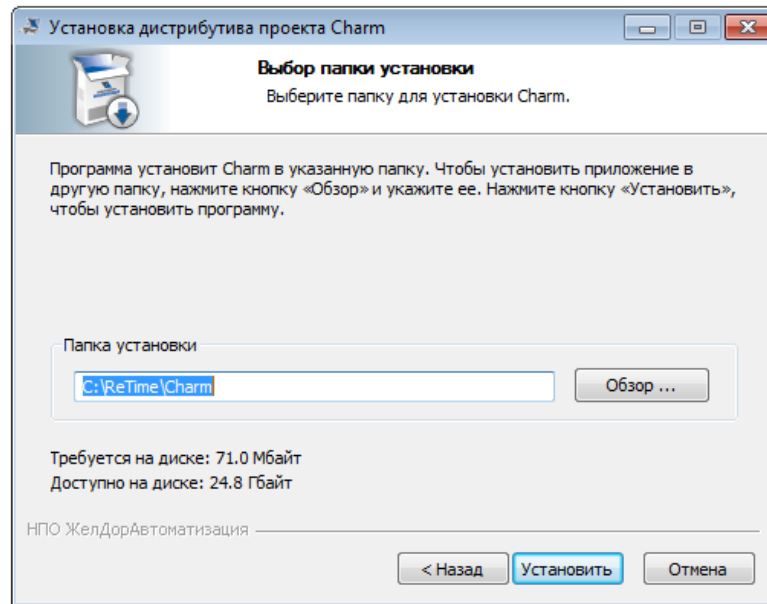 Установка дистрибутива проекта Charm
Выбор папки установки
Выберите папку для установки Charm.
Программа установит Charm в указанную папку. Чтобы установить приложение в
другую папку, нажмите кнопку «Обзор» и укажите ее. Нажмите кнопку «Установить»,
чтобы установить программу.
Папка установки
C:\ReTime\Charm
Обзор ...
Требуется на диске: 71.0 Мбайт
Доступно на диске: 24.8 Гбайт
НПО ЖелДорАвтоматизация
< Назад
Установить
Отмена